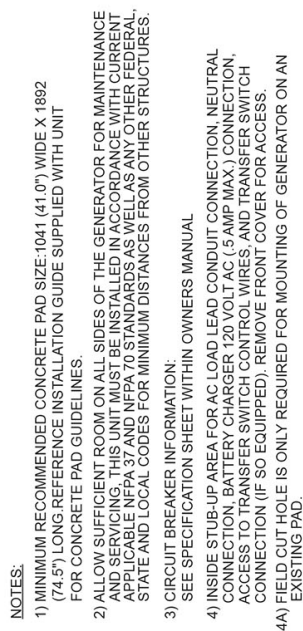 NOTES:
1) MINIMUM RECOMMENDED CONCRETE PAD SIZE:1041 (41.0") WIDE X 1892
(74.5") LONG.REFERENCE INSTALLATION GUIDE SUPPLIED WITH UNIT
FOR CONCRETE PAD GUIDELINES.
2) ALLOW SUFFICIENT ROOM ON ALL SIDES OF THE GENERATOR FOR MAINTENANCE
AND SERVICING. THIS UNIT MUST BE INSTALLED IN ACCORDANCE WITH CURRENT
APPLICABLE NFPA 37 AND NFPA 70 STANDARDS AS WELL AS ANY OTHER FEDERAL,
STATE AND LOCAL CODES FOR MINIMUM DISTANCES FROM OTHER STRUCTURES.
3) CIRCUIT BREAKER INFORMATION:
SEE SPECIFICATION SHEET WITHIN OWNERS MANUAL
4) INSIDE STUB-UP AREA FOR AC LOAD LEAD CONDUIT CONNECTION, NEUTRAL
CONNECTION, BATTERY CHARGER 120 VOLT AC (.5 AMP MAX.) CONNECTION,
ACCESS TO TRANSFER SWITCH CONTROL WIRES, AND TRANSFER SWITCH
CONNECTION (IF SO EQUIPPED). REMOVE FRONT COVER FOR ACCESS.
4A) FIELD CUT HOLE IS ONLY REQUIRED FOR MOUNTING OF GENERATOR ON AN
EXISTING PAD.